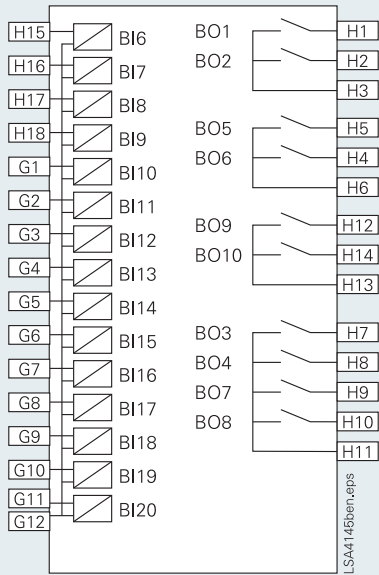 H15 BI6 BO1 H1
H16 BI7 BO2 H2
H17 BI8 H3
H18 BI9 BO5 H5
G1 BI10 BO6 H4
G2 BI11 H6
G3 BI12 BO9 H12
G4 BI13 BO10 H14
G5 BI14 H13
G6 BI15 BO3 H7
G7 BI16 BO4 H8
G8 BI17 BO7 H9
G9 BI18 BO8 H10
G10 BI19 H11
G11 BI20
G12
LSA4145ben.eps